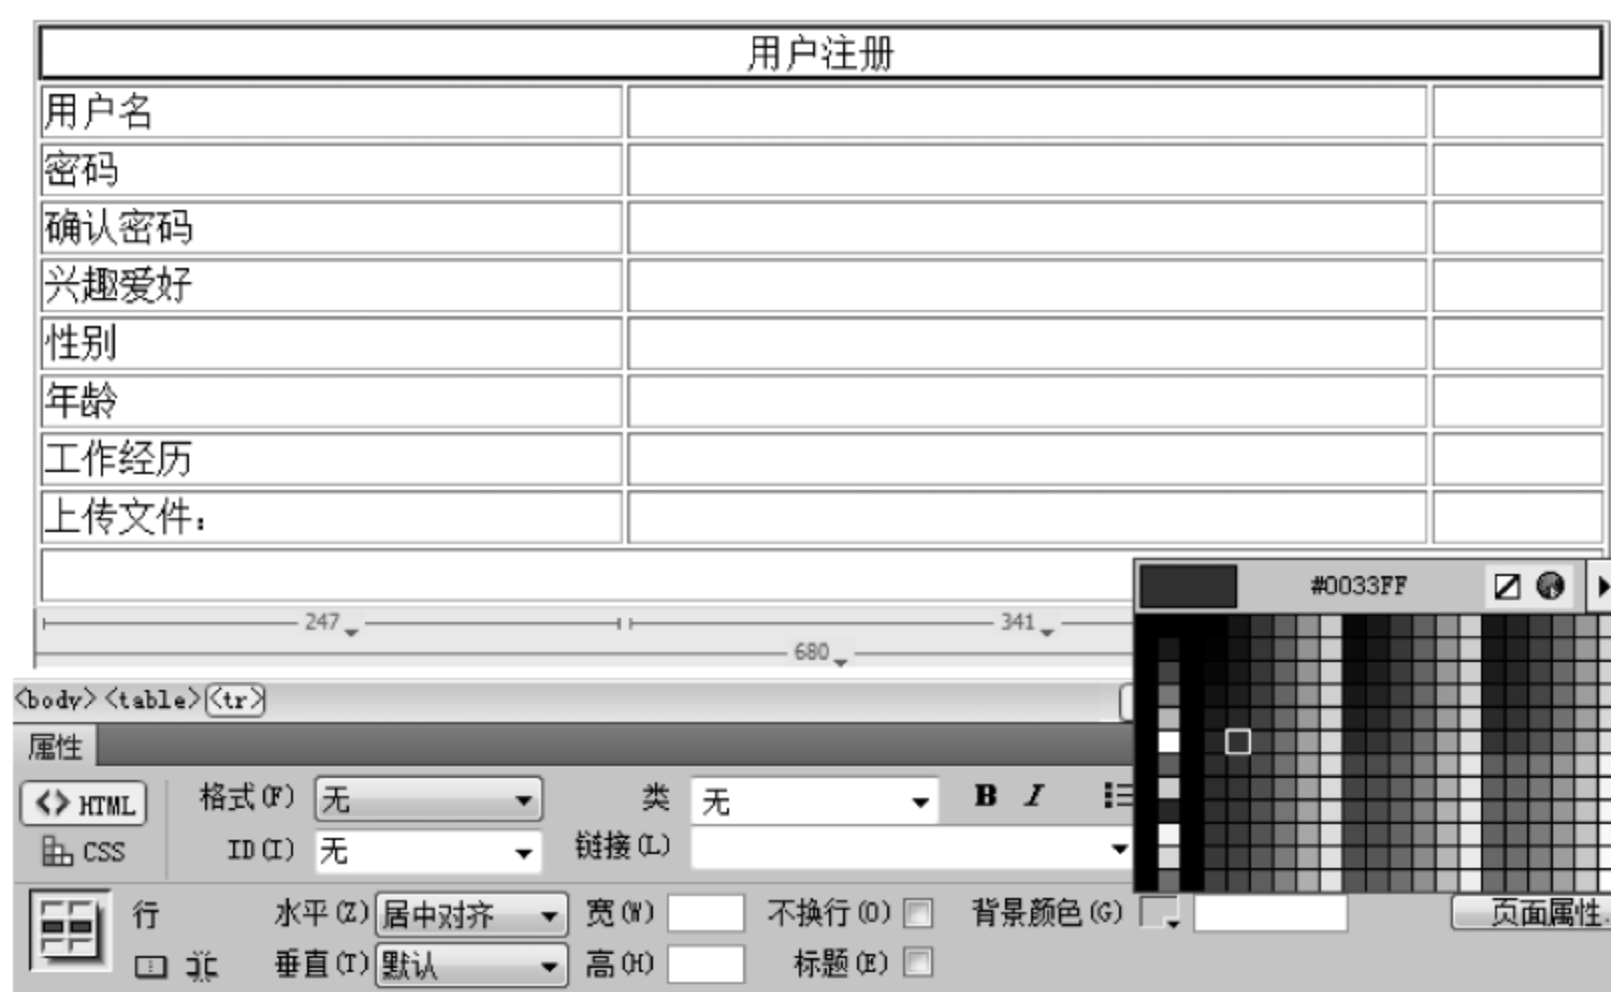 用户注册
用户名
密码
确认密码
兴趣爱好
性别
年龄
工作经历
上传文件：
#0033FF
247 341
680
<body> <table> <tr>
属性
<> HTML 格式(F) 无 类 无 B I
CSS ID(I) 无 链接(L)
行 水平(Z) 居中对齐 宽(W) 不换行(O) 背景颜色(G) 页面属性.
垂直(T) 默认 高(H) 标题(E)